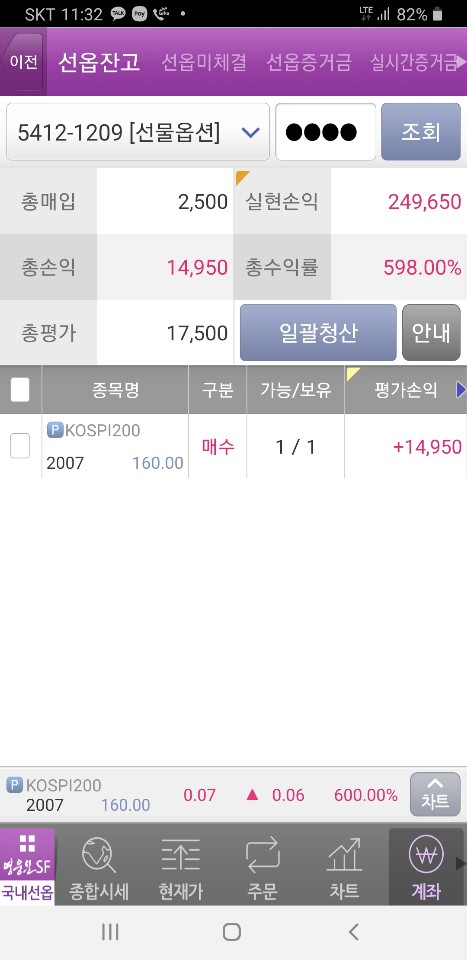 SKT 11:32 TALK Pay Who LTE 82%
이전 선옵잔고 선옵미체결 선옵증거금 실시간증거금
5412-1209 [선물옵션] ●●●● 조회
총매입 2,500 실현손익 249,650
총손익 14,950 총수익률 598.00%
총평가 17,500 일괄청산 안내
종목명 구분 가능/보유 평가손익
P KOSPI200
2007 160.00 매수 1 / 1 +14,950
P KOSPI200
2007 160.00 0.07 ▲ 0.06 600.00% 차트
영웅문SF
국내선옵 종합시세 현재가 주문 차트 계좌